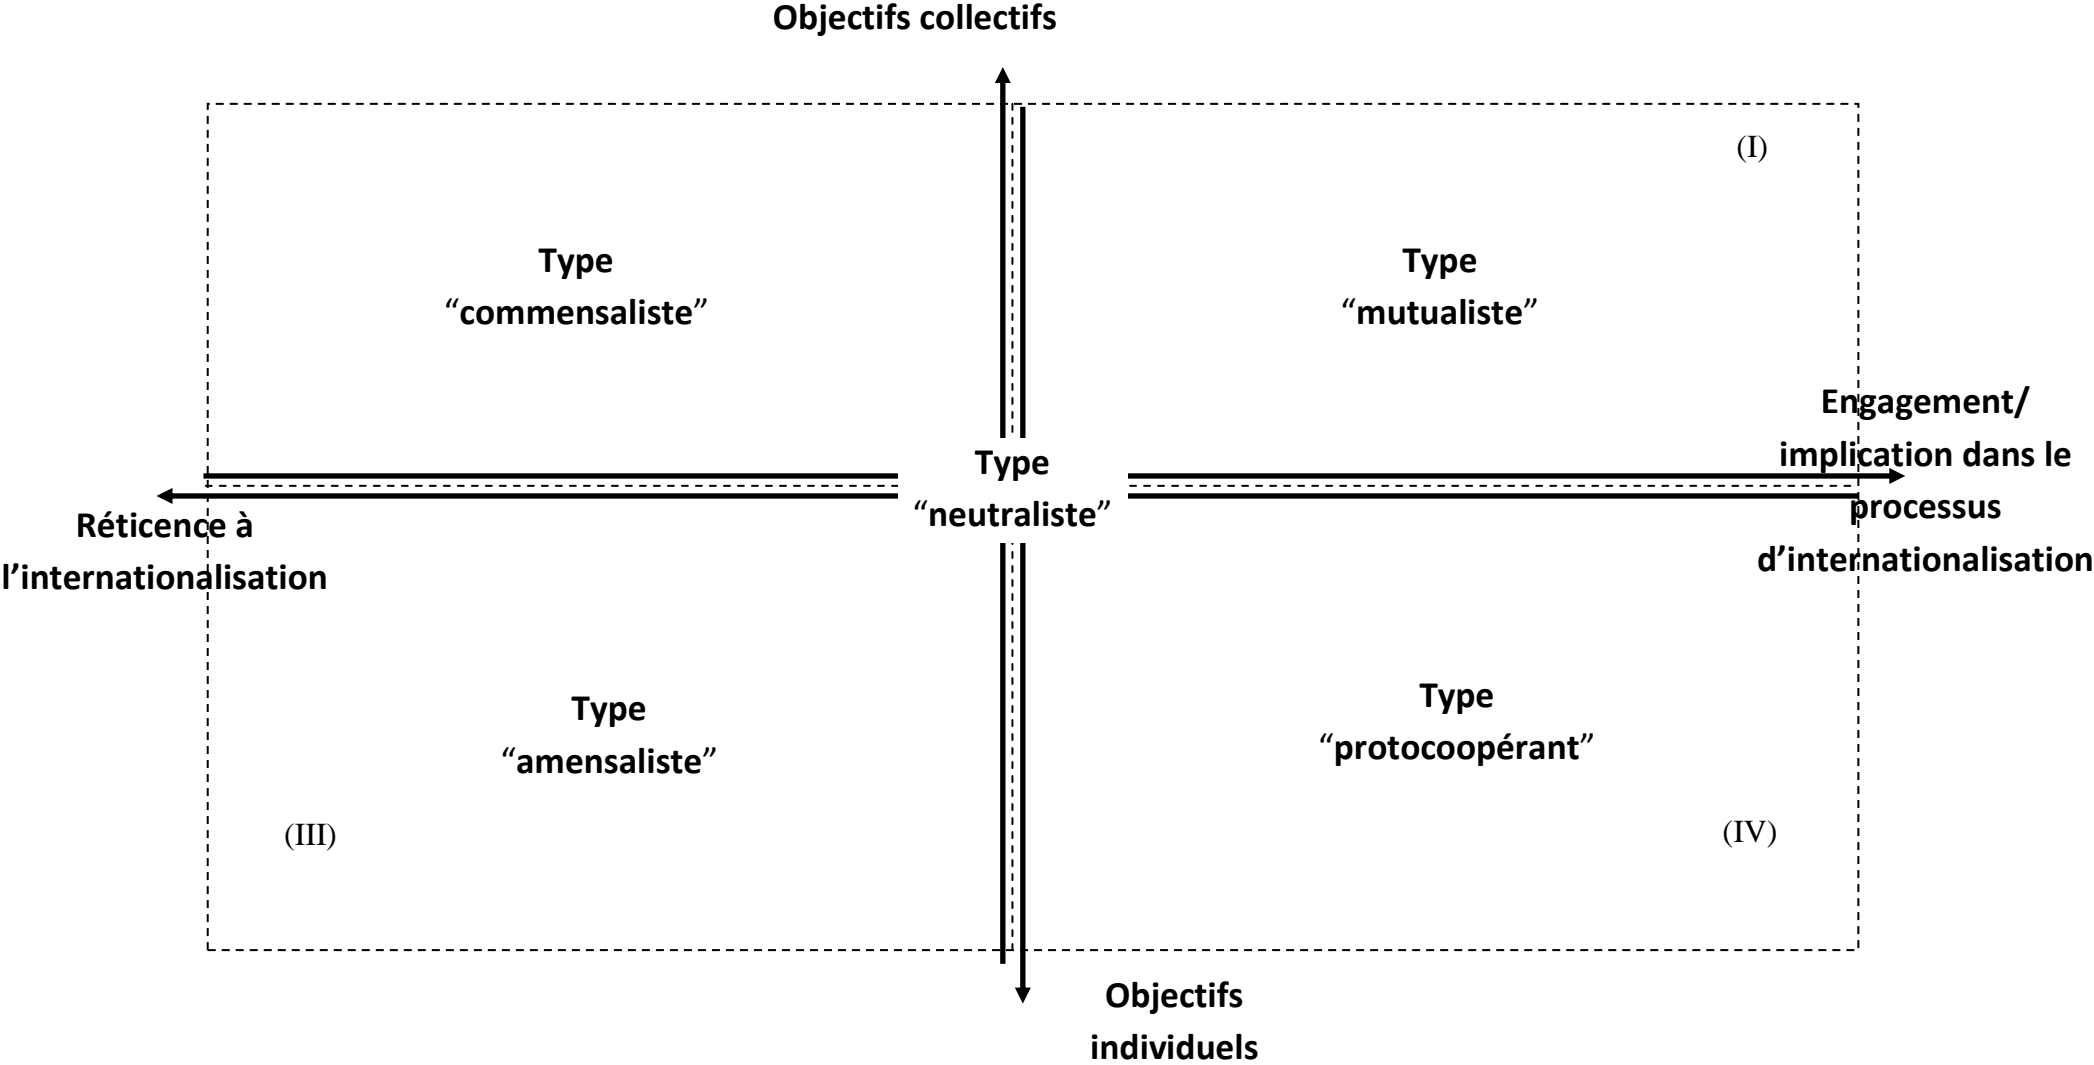 Objectifs collectifs
(I)
Type
“commensaliste”
Type
“mutualiste”
Engagement/
implication dans le
processus
d’internationalisation
Type
“neutraliste”
Réticence à
l’internationalisation
Type
“amensaliste”
Type
“protocoopérant”
(III)
(IV)
Objectifs
individuels